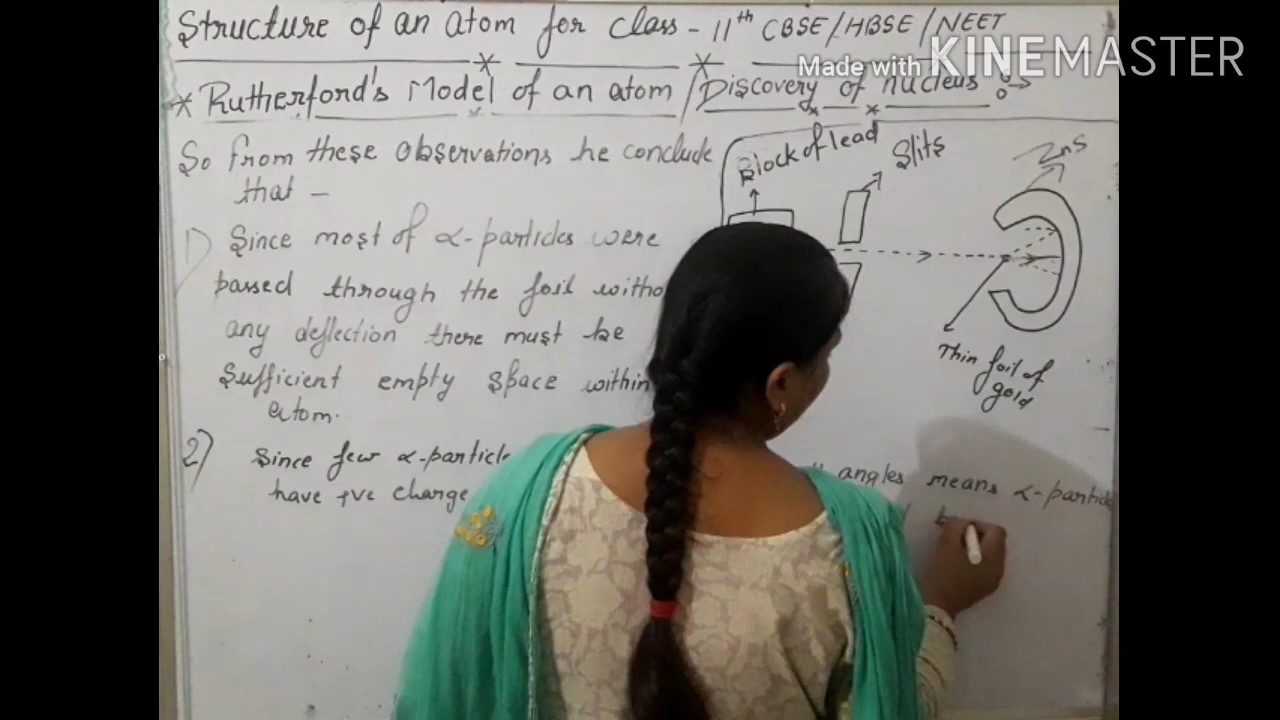 Structure of an atom for class - 11th CBSE/HBSE/NEET
Made with KINEMASTER
* Rutherford's Model of an atom / Discovery of nucleus :→
So from these observations he conclude
that -
1) Since most of α-particles were
passed through the foil witho
any deflection there must be
sufficient empty space within
atom.
2) Since few α-particle
angles means α-particle
have +ve charge
Block of lead
Slits
ZnS
Thin foil of
gold